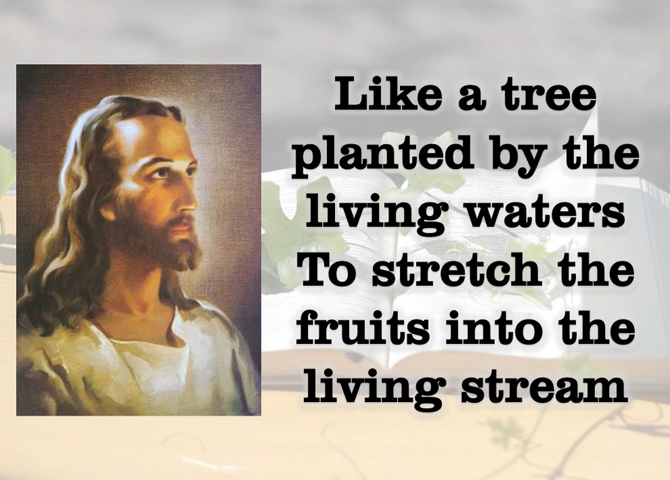 Like a tree
planted by the
living waters
To stretch the
fruits into the
living stream